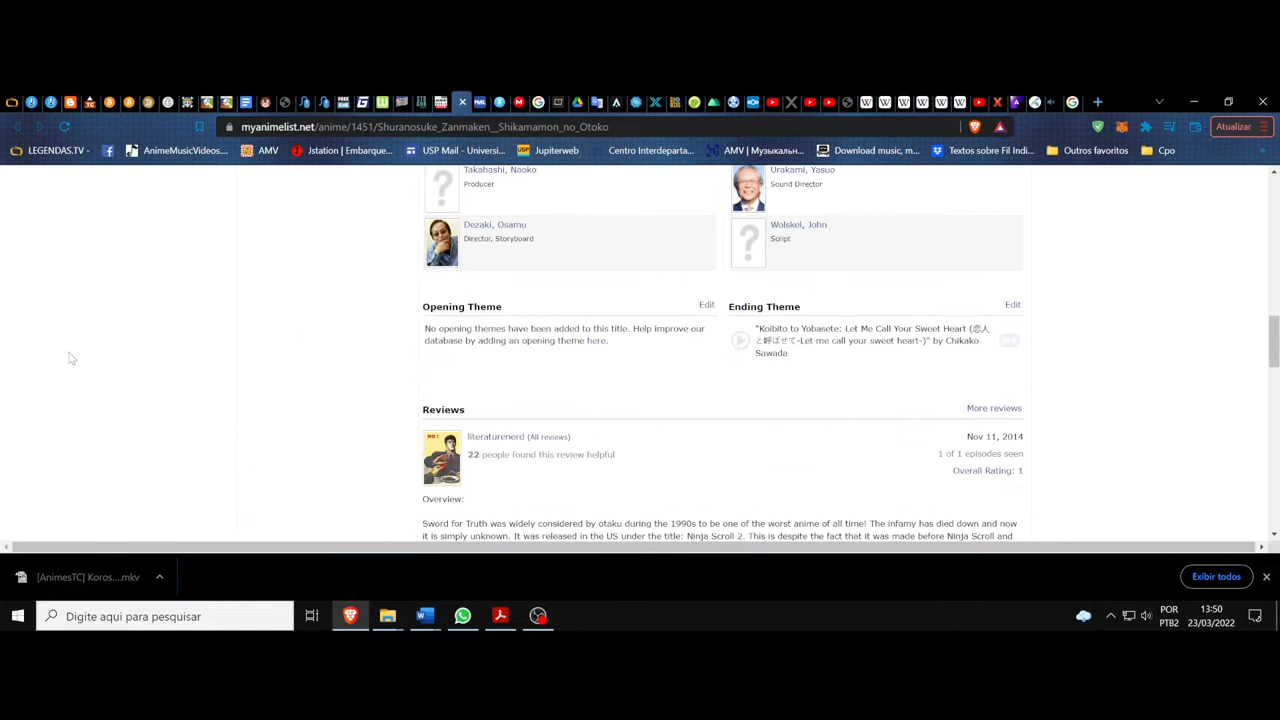 myanimelist.net/anime/1451/Shuranosuke_Zanmaken__Shikamamon_no_Otoko
Atualizar
LEGENDAS.TV -
AnimeMusicVideos...
AMV
Jstation | Embarque...
USP Mail - Universi...
Jupiterweb
Centro Interdeparta...
AMV | Музыкальн...
Download music, m...
Textos sobre Fil Indi...
Outros favoritos
Cpo
»
Takahashi, Naoko
Producer
Urakami, Yasuo
Sound Director
Dezaki, Osamu
Director, Storyboard
Wolskel, John
Script
Opening Theme
Edit
No opening themes have been added to this title. Help improve our
database by adding an opening theme here.
Ending Theme
Edit
"Koibito to Yobasete: Let Me Call Your Sweet Heart (恋人
と呼ばせて-Let me call your sweet heart-)" by Chikako
Sawada
Reviews
More reviews
literaturenerd (All reviews)
Nov 11, 2014
22 people found this review helpful
1 of 1 episodes seen
Overall Rating: 1
Overview:
Sword for Truth was widely considered by otaku during the 1990s to be one of the worst anime of all time! The infamy has died down and now
it is simply unknown. It was released in the US under the title: Ninja Scroll 2. This is despite the fact that it was made before Ninja Scroll and
[AnimesTC] Koros....mkv
Exibir todos
Digite aqui para pesquisar
POR
PTB2
13:50
23/03/2022